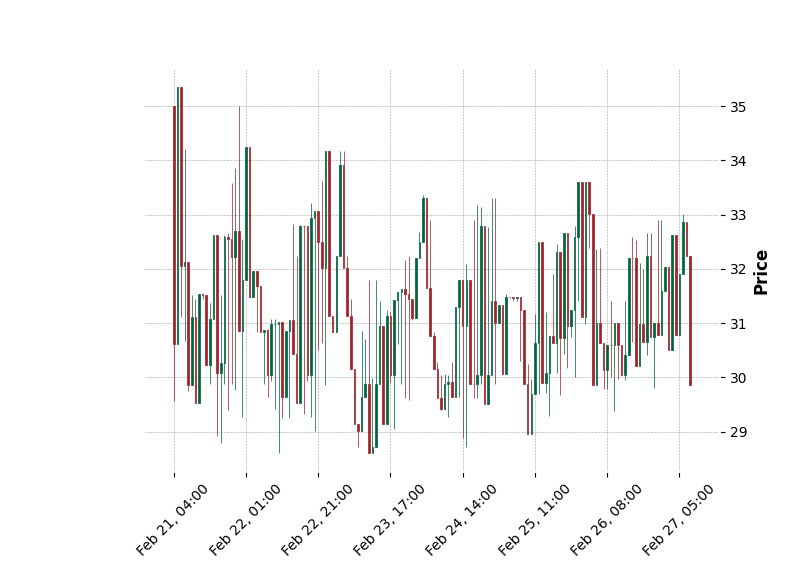 35
34
33
32
31
30
29
Price
Feb 21, 04:00
Feb 22, 01:00
Feb 22, 21:00
Feb 23, 17:00
Feb 24, 14:00
Feb 25, 11:00
Feb 26, 08:00
Feb 27, 05:00